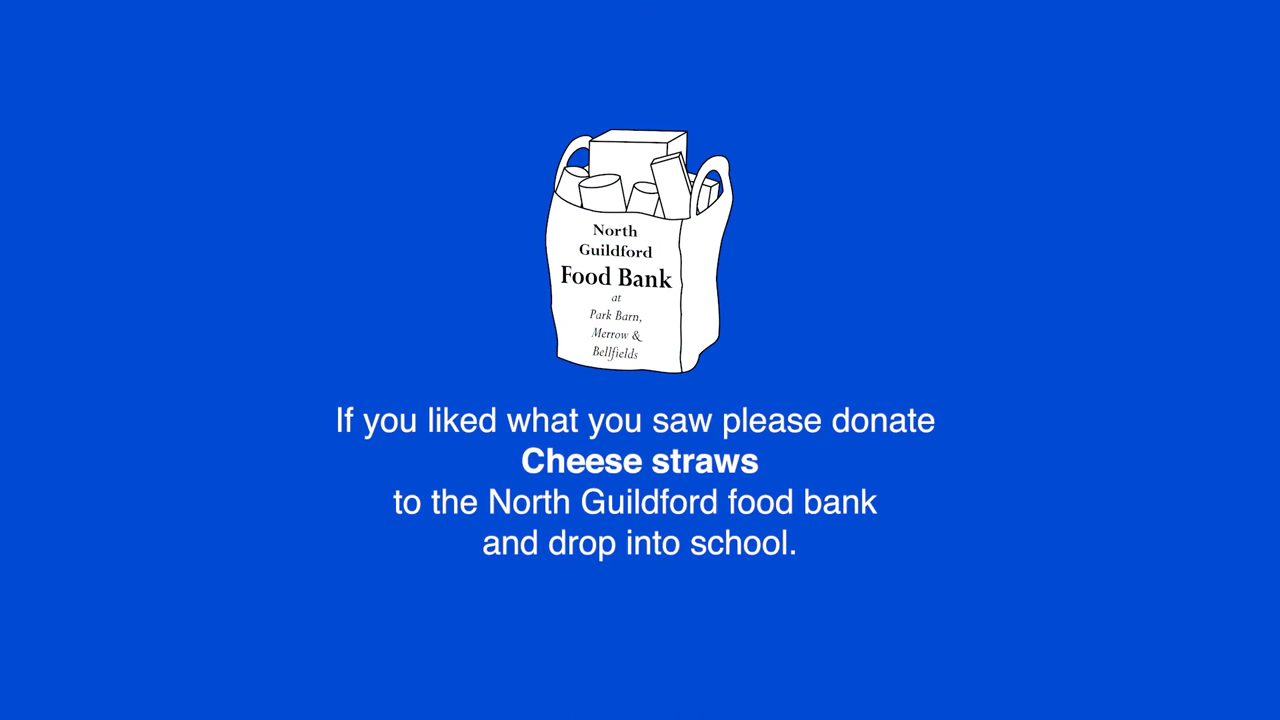 North
Guildford
Food Bank
at
Park Barn,
Merrow &
Bellfields
If you liked what you saw please donate
Cheese straws
to the North Guildford food bank
and drop into school.